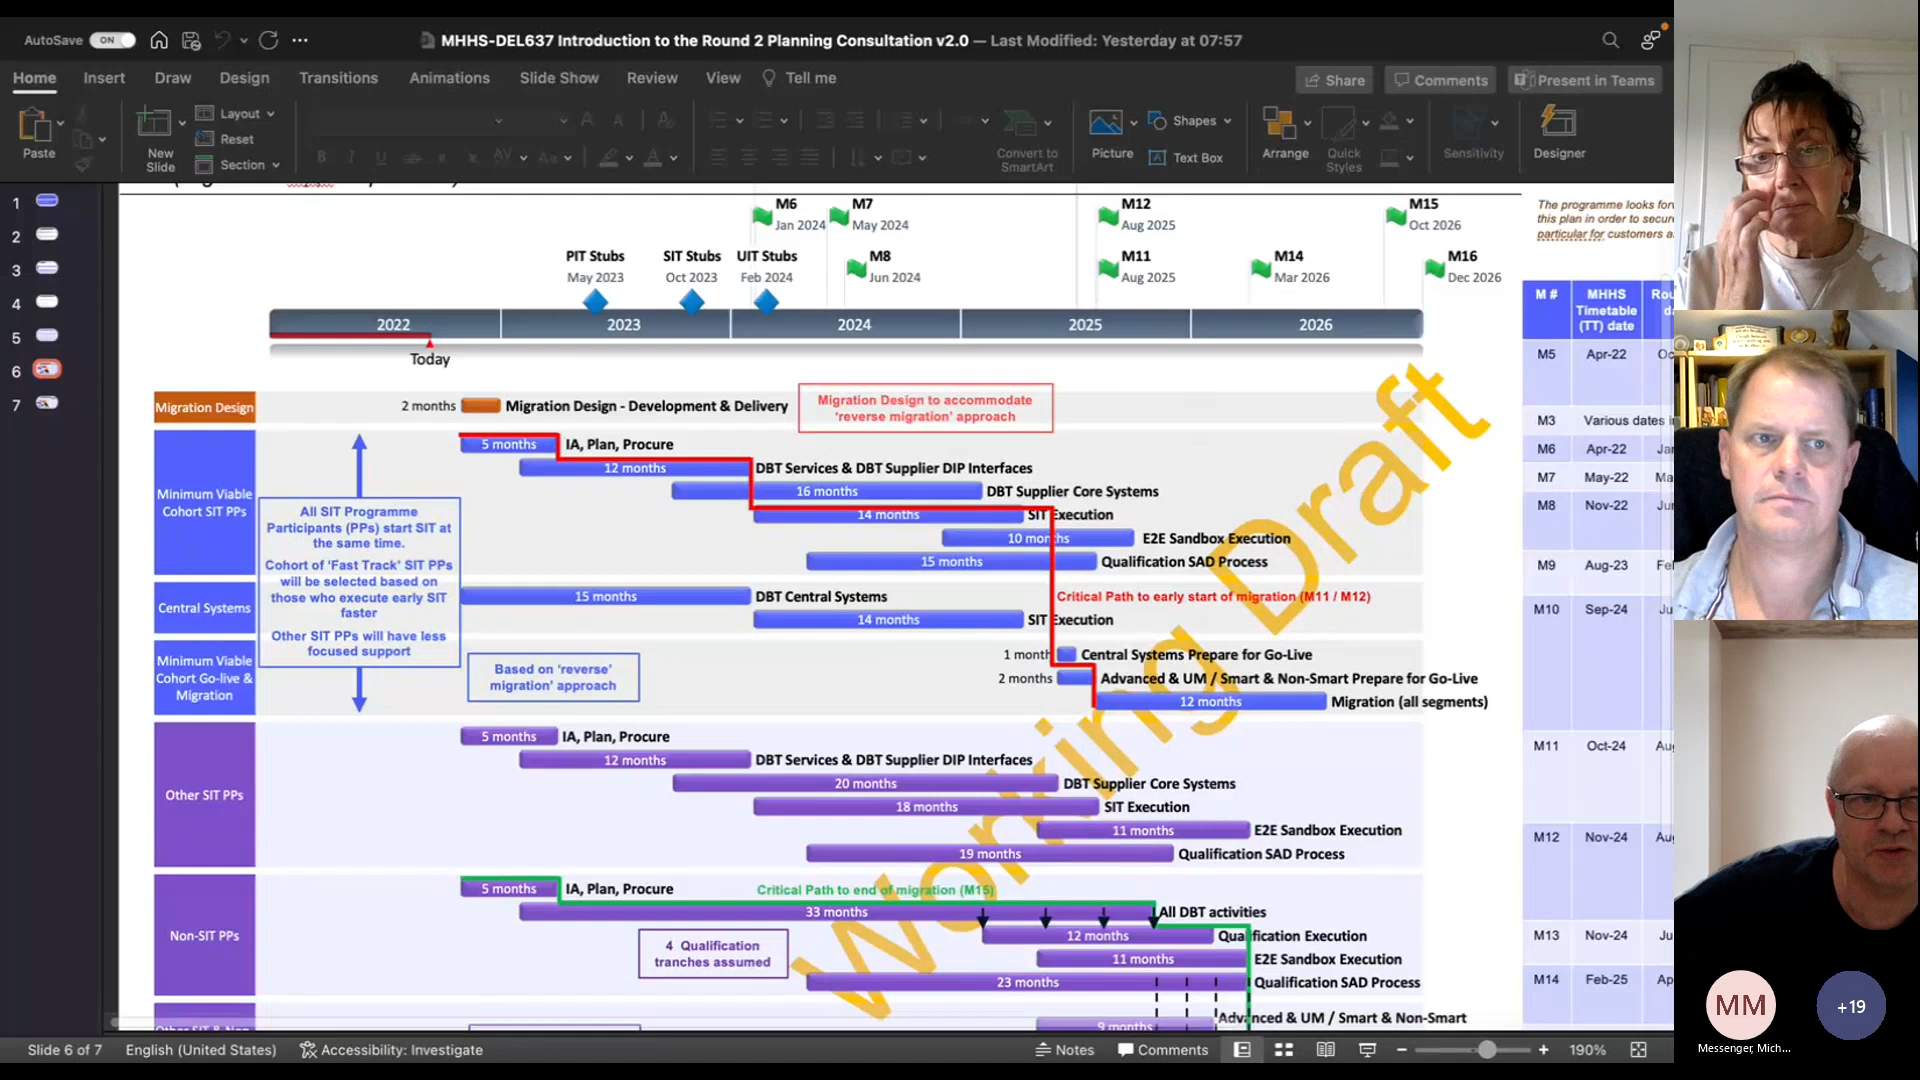 AutoSave ON
MHHS-DEL637 Introduction to the Round 2 Planning Consultation v2.0 — Last Modified: Yesterday at 07:57
Home Insert Draw Design Transitions Animations Slide Show Review View Tell me
Share Comments Present in Teams
Paste
New
Slide
Layout
Reset
Section
Convert to
SmartArt
Picture
Shapes
Text Box
Arrange
Quick
Styles
Sensitivity
Designer
1
2
3
4
5
6
7
M6
Jan 2024
M7
May 2024
M12
Aug 2025
M15
Oct 2026
PIT Stubs
May 2023
SIT Stubs
Oct 2023
UIT Stubs
Feb 2024
M8
Jun 2024
M11
Aug 2025
M14
Mar 2026
M16
Dec 2026
2022 2023 2024 2025 2026
Today
Migration Design
2 months Migration Design - Development & Delivery
Migration Design to accommodate
'reverse migration' approach
Minimum Viable
Cohort SIT PPs
5 months IA, Plan, Procure
12 months DBT Services & DBT Supplier DIP Interfaces
16 months DBT Supplier Core Systems
14 months SIT Execution
10 months E2E Sandbox Execution
15 months Qualification SAD Process
All SIT Programme
Participants (PPs) start SIT at
the same time.
Cohort of 'Fast Track' SIT PPs
will be selected based on
those who execute early SIT
faster
Other SIT PPs will have less
focused support
Central Systems
15 months DBT Central Systems
14 months SIT Execution
Critical Path to early start of migration (M11 / M12)
Minimum Viable
Cohort Go-live &
Migration
Based on 'reverse'
migration' approach
1 month Central Systems Prepare for Go-Live
2 months Advanced & UM / Smart & Non-Smart Prepare for Go-Live
12 months Migration (all segments)
Other SIT PPs
5 months IA, Plan, Procure
12 months DBT Services & DBT Supplier DIP Interfaces
20 months DBT Supplier Core Systems
18 months SIT Execution
11 months E2E Sandbox Execution
19 months Qualification SAD Process
Non-SIT PPs
5 months IA, Plan, Procure
Critical Path to end of migration (M15)
33 months All DBT activities
12 months Qualification Execution
4 Qualification
tranches assumed
11 months E2E Sandbox Execution
23 months Qualification SAD Process
9 months Advanced & UM / Smart & Non-Smart
Working Draft
The programme looks for
this plan in order to secure
particular for customers a
M # MHHS
Timetable
(TT) date
M5 Apr-22
M3 Various dates i
M6 Apr-22
M7 May-22
M8 Nov-22
M9 Aug-23
M10 Sep-24
M11 Oct-24
M12 Nov-24
M13 Nov-24
M14 Feb-25
Slide 6 of 7 English (United States) Accessibility: Investigate
Notes Comments 190%
MM
Messenger, Mich...
+19